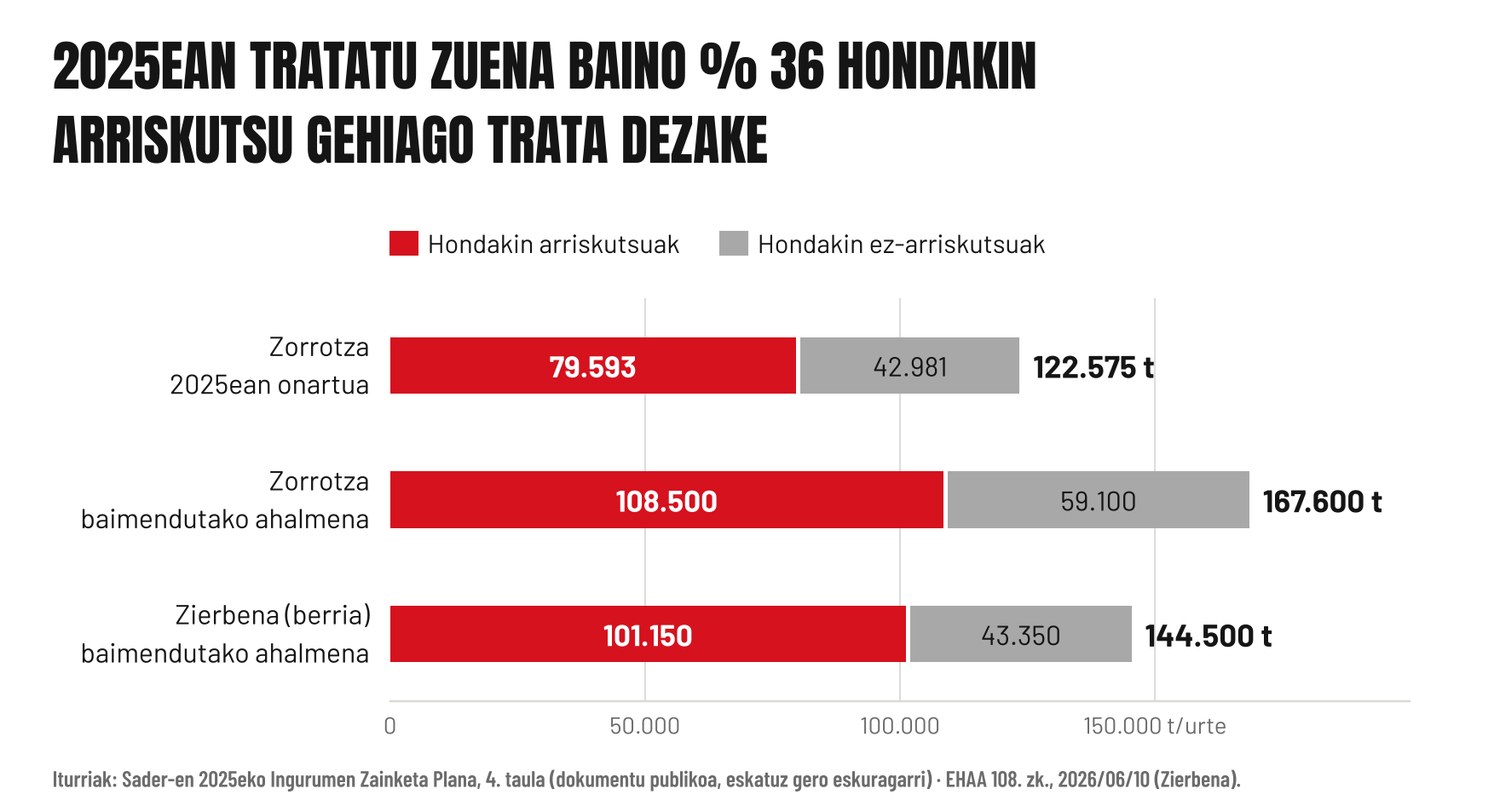 2025EAN TRATATU ZUENA BAINO % 36 HONDAKIN
ARRISKUTSU GEHIAGO TRATA DEZAKE
Hondakin arriskutsuak
Hondakin ez-arriskutsuak
Zorrotza
2025ean onartua
79.593
42.981
122.575 t
Zorrotza
baimendutako ahalmena
108.500
59.100
167.600 t
Zierbena (berria)
baimendutako ahalmena
101.150
43.350
144.500 t
0
50.000
100.000
150.000 t/urte
Iturriak: Sader-en 2025eko Ingurumen Zainketa Plana, 4. taula (dokumentu publikoa, eskatuz gero eskuragarri) · EHAA 108. zk., 2026/06/10 (Zierbena).